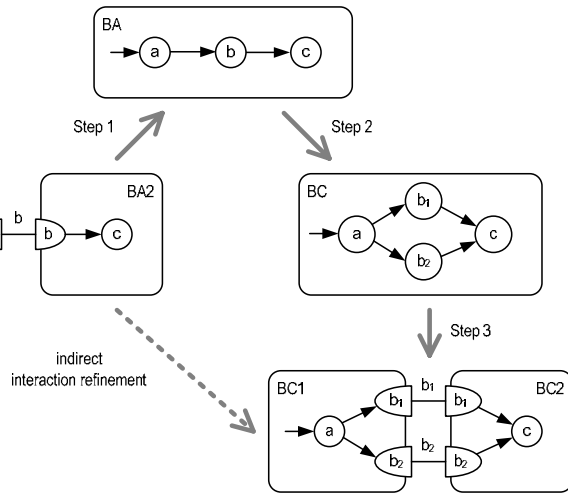 BA
a
b
c
Step 1
Step 2
b
b
c
BA2
BC
a
b₁
b₂
c
Step 3
indirect
interaction refinement
BC1
a
b₁
b₂
b₁
b₂
b₁
b₂
c
BC2